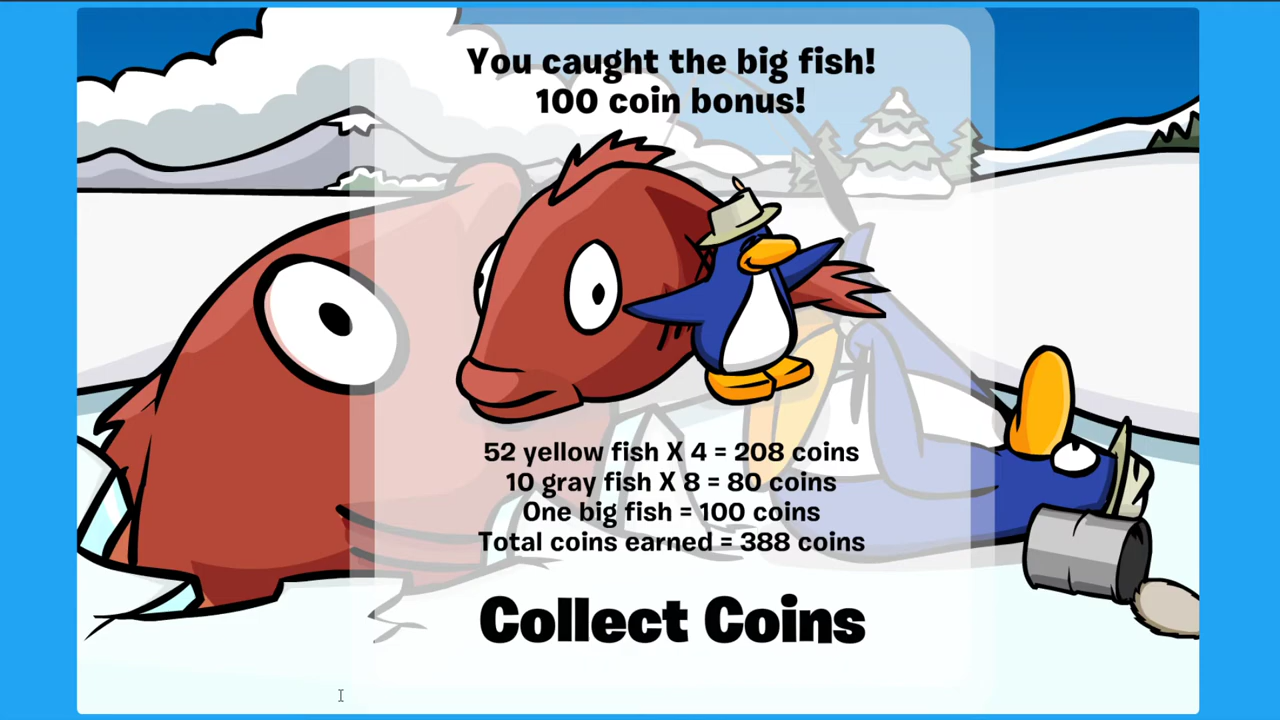 You caught the big fish!
100 coin bonus!
52 yellow fish X 4 = 208 coins
10 gray fish X 8 = 80 coins
One big fish = 100 coins
Total coins earned = 388 coins
Collect Coins